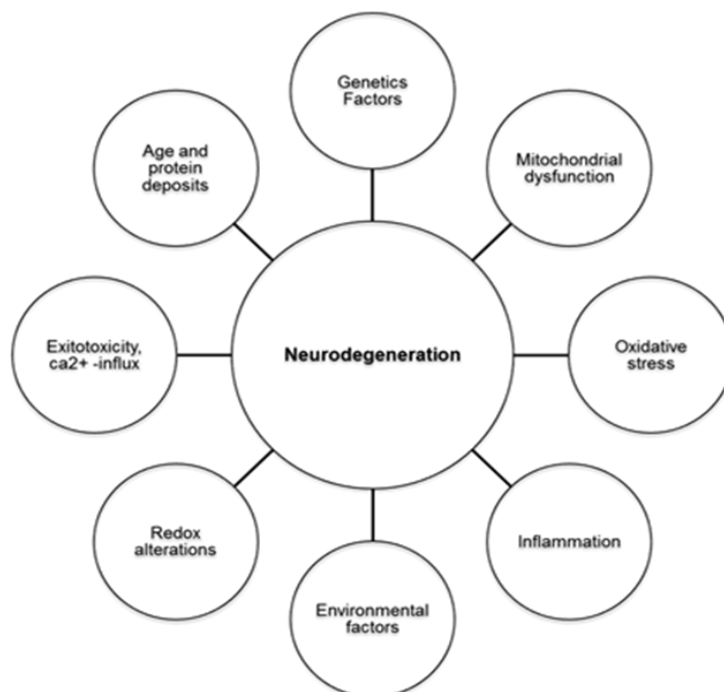 Genetics
Factors
Age and
protein
deposits
Mitochondrial
dysfunction
Exitotoxicity,
ca2+ -influx
Neurodegeneration
Oxidative
stress
Redox
alterations
Inflammation
Environmental
factors